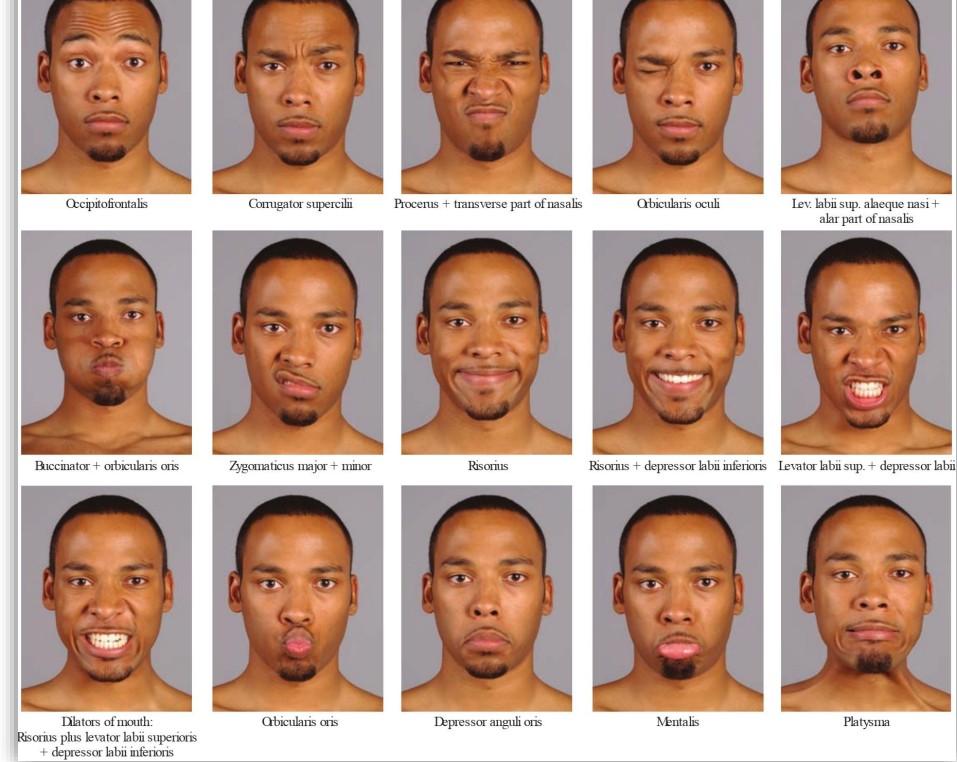 Occipitofrontalis
Corrugator supercilii
Procerus + transverse part of nasalis
Orbicularis oculi
Lev. labii sup. alaeque nasi +
alar part of nasalis
Buccinator + orbicularis oris
Zygomaticus major + minor
Risorius
Risorius + depressor labii inferioris
Levator labii sup. + depressor labii
Dilators of mouth:
Risorius plus levator labii superioris
+ depressor labii inferioris
Orbicularis oris
Depressor anguli oris
Mentalis
Platysma